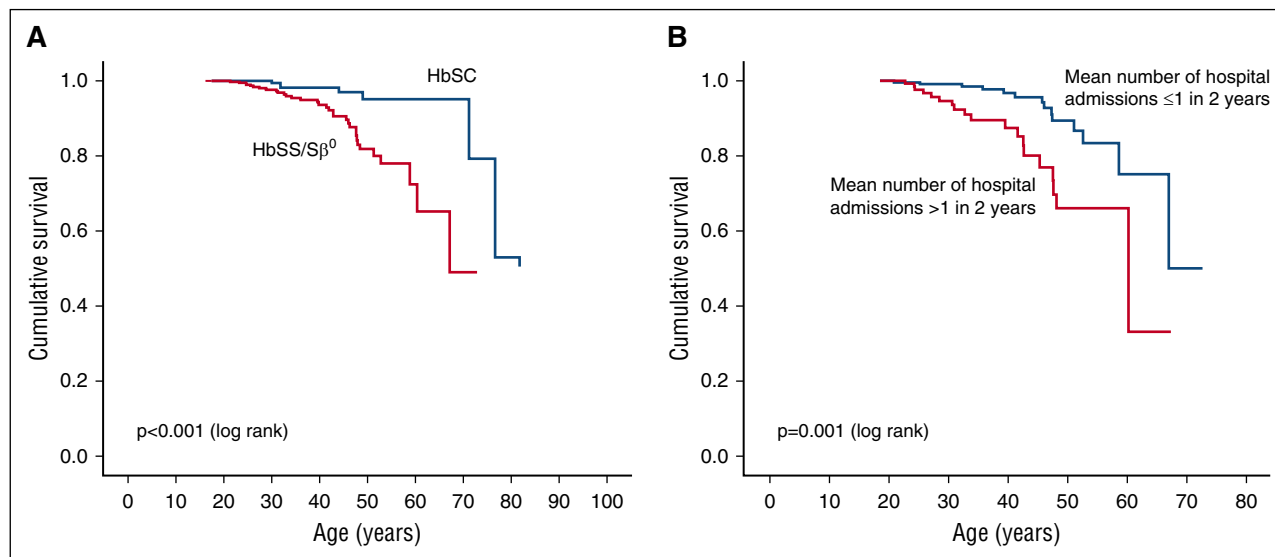 A
HbSC
HbSS/Sβ⁰
1.0
0.8
0.6
0.4
0.2
0.0
Cumulative survival
p<0.001 (log rank)
0 10 20 30 40 50 60 70 80 90 100
Age (years)
B
Mean number of hospital
admissions ≤1 in 2 years
Mean number of hospital
admissions >1 in 2 years
1.0
0.8
0.6
0.4
0.2
0.0
Cumulative survival
p=0.001 (log rank)
0 10 20 30 40 50 60 70 80
Age (years)